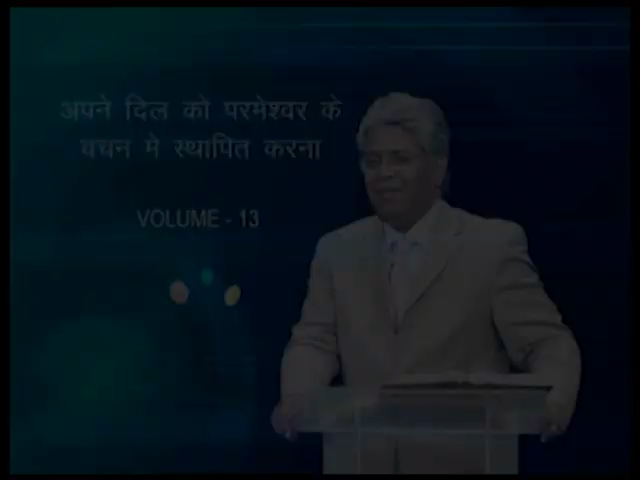 अपने दिल को परमेश्वर के
वचन मे स्थापित करना
VOLUME - 13